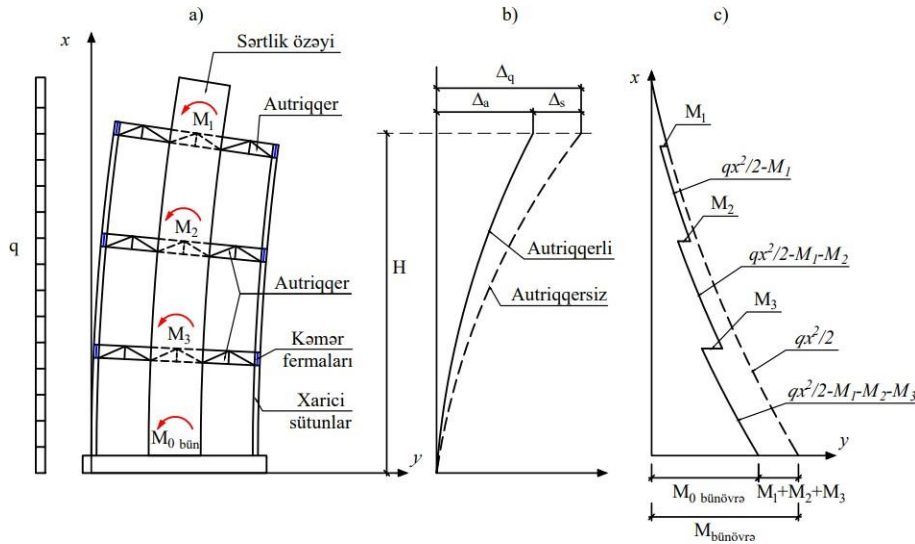 a)
x
Sərtlik özəyi
M₁
Autriqqer
M₂
q
Autriqqer
M₃
Kəmər
fermaları
Xarici
sütunlar
M₀ bün
y
b)
Δq
Δa
Δs
H
Autriqqerli
Autriqqersiz
c)
x
M₁
qx²/2-M₁
M₂
qx²/2-M₁-M₂
M₃
qx²/2
qx²/2-M₁-M₂-M₃
y
M₀ bünövrə
M₁+M₂+M₃
Mbünövrə